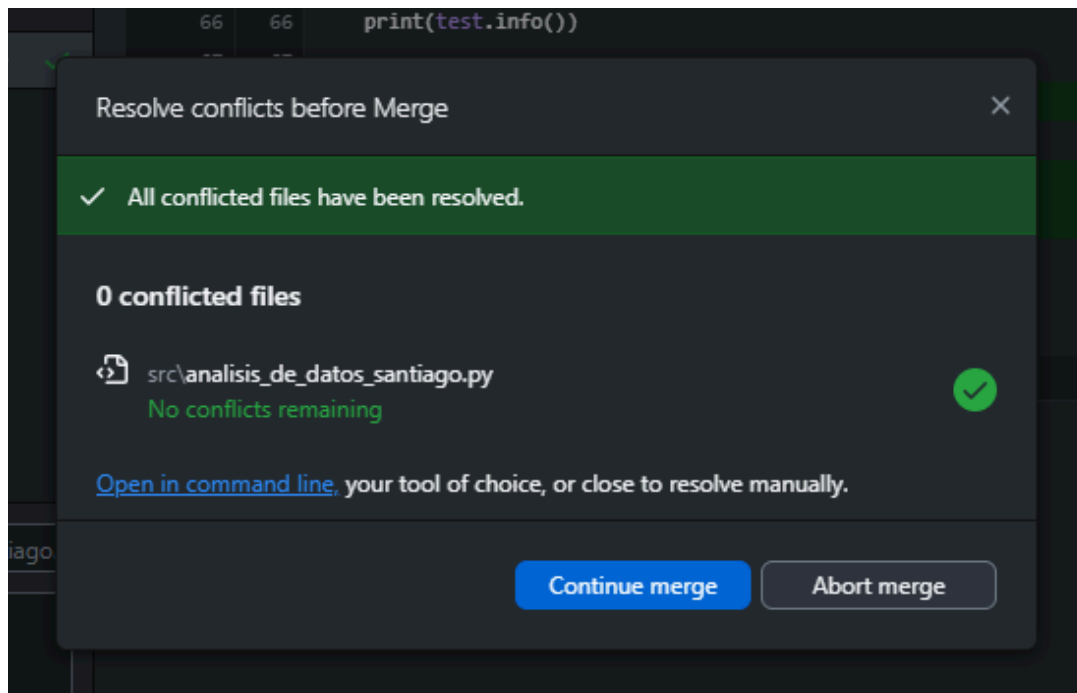 66 66 print(test.info())
Resolve conflicts before Merge
All conflicted files have been resolved.
0 conflicted files
src\analisis_de_datos_santiago.py
No conflicts remaining
Open in command line, your tool of choice, or close to resolve manually.
iago
Continue merge Abort merge